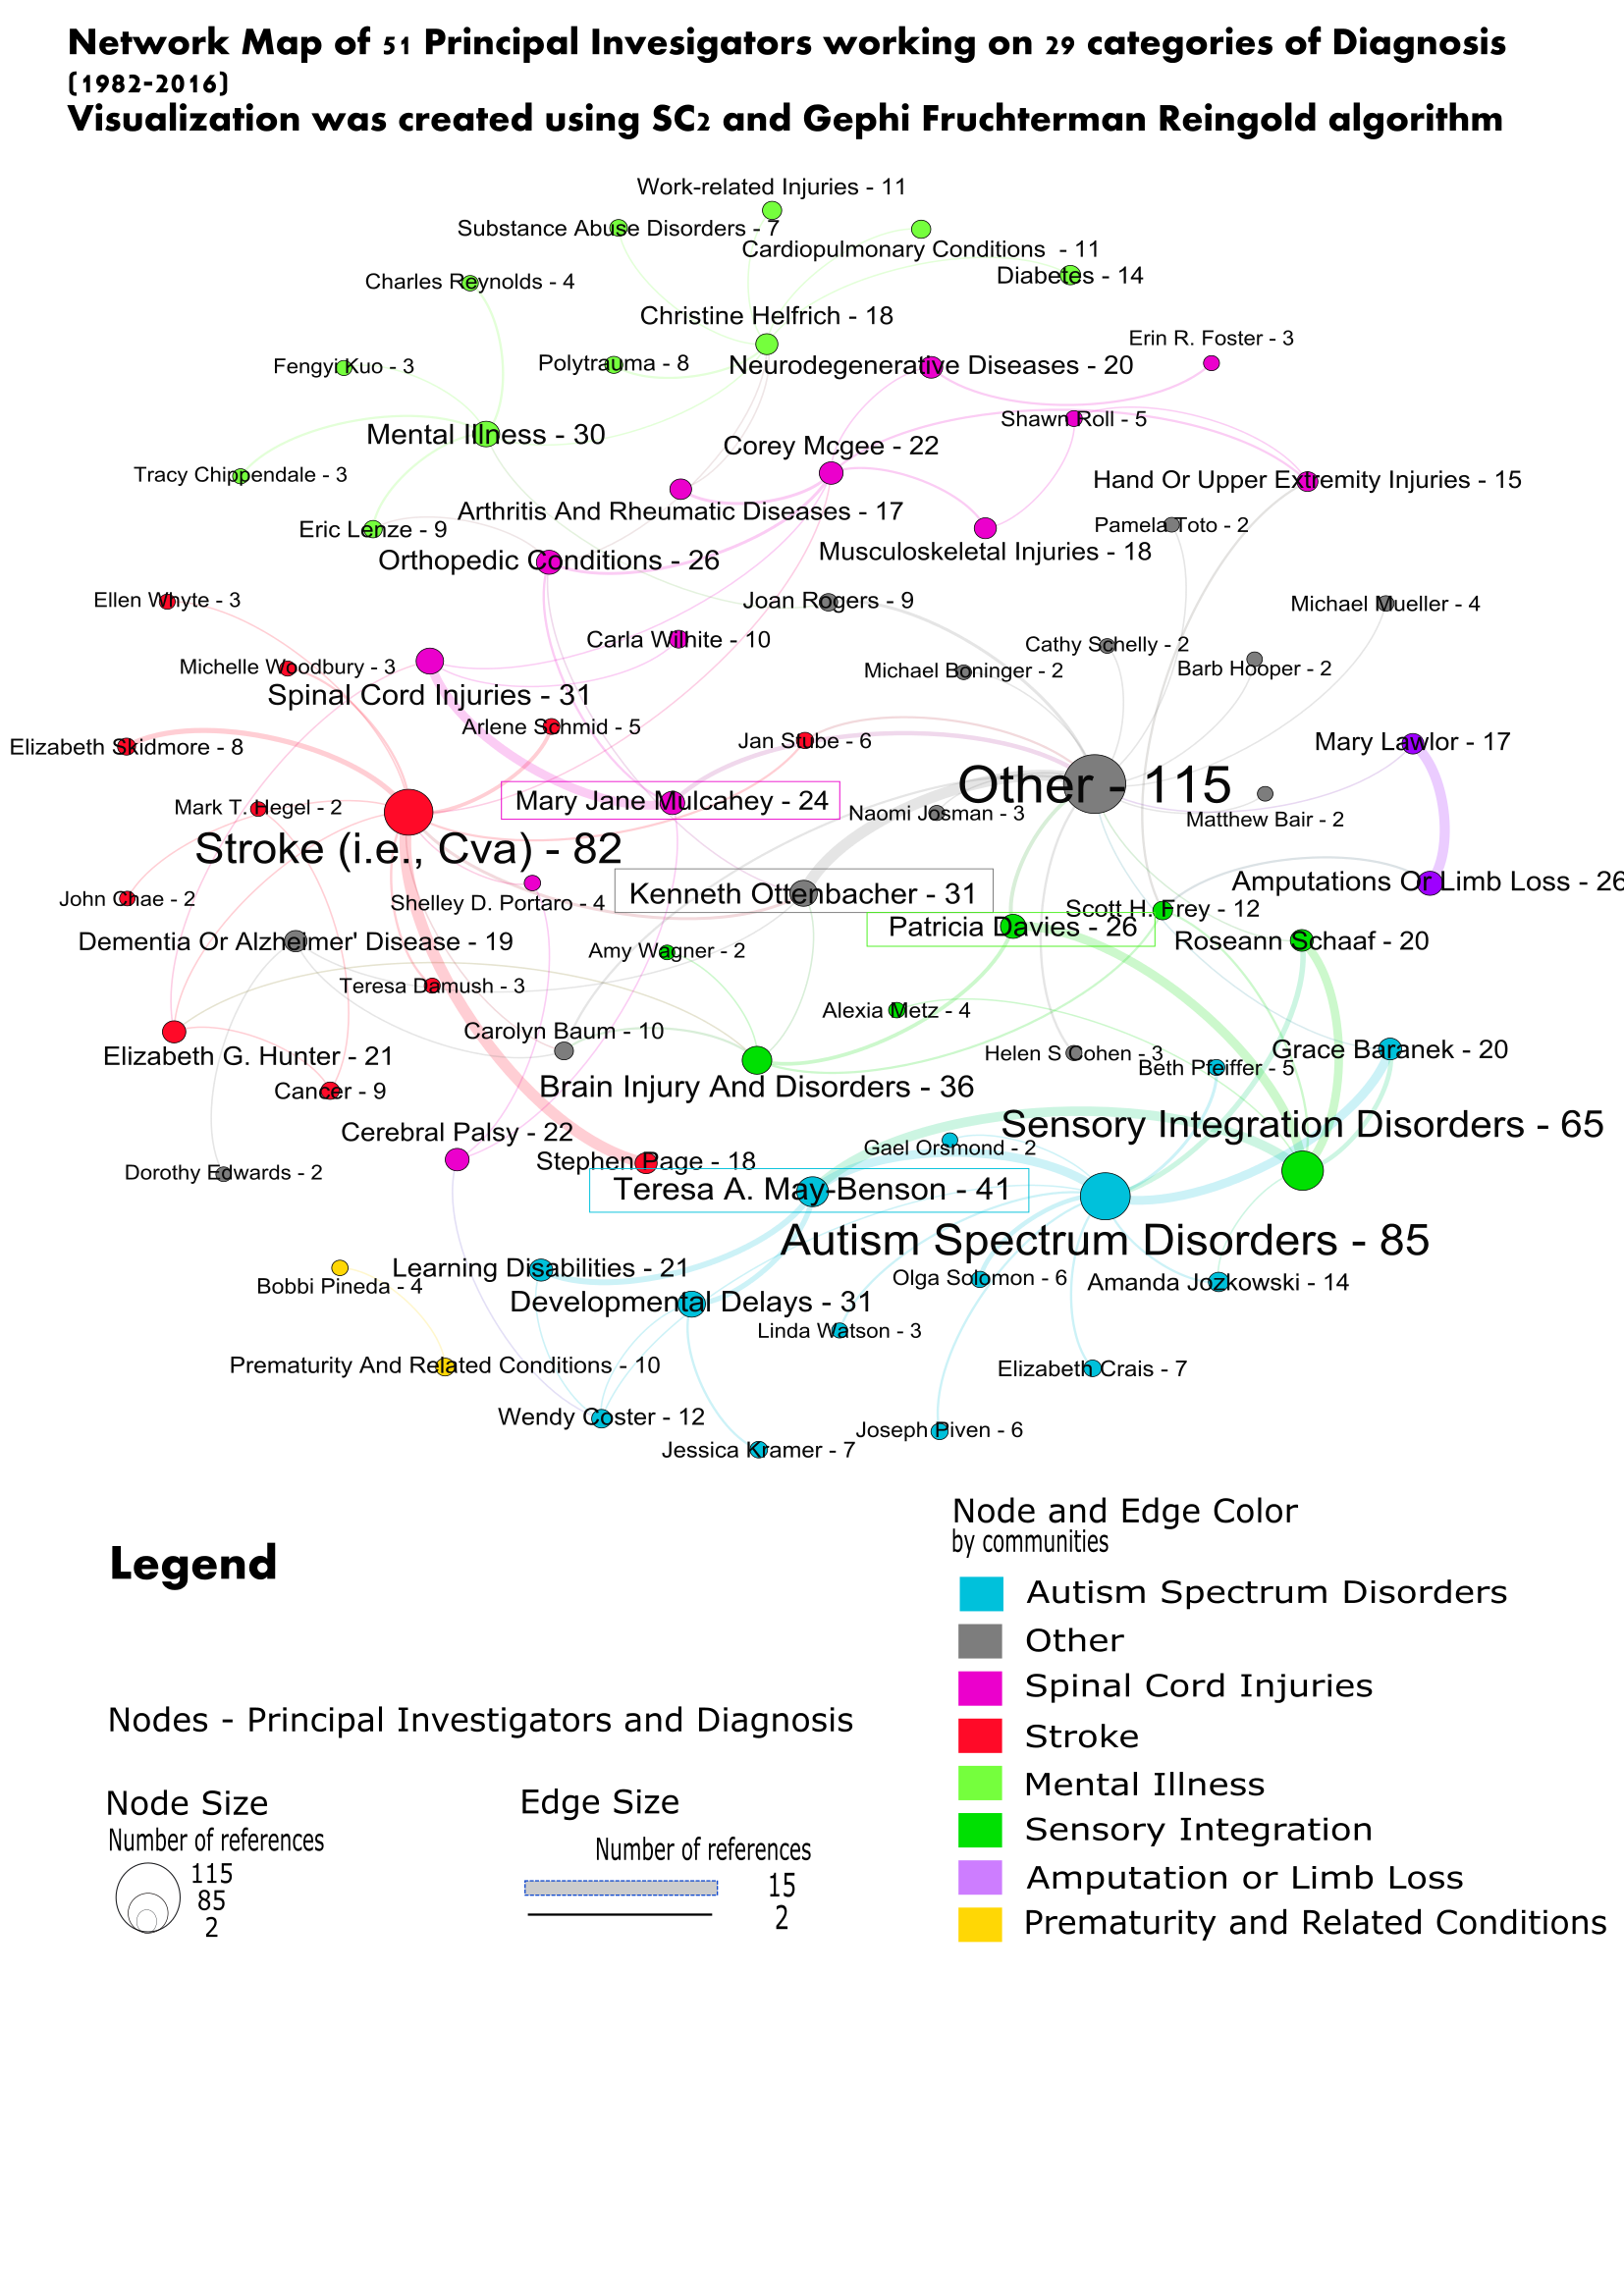 Network Map of 51 Principal Invesigators working on 29 categories of Diagnosis
(1982-2016)
Visualization was created using SC2 and Gephi Fruchterman Reingold algorithm
Work-related Injuries - 11
Substance Abuse Disorders - 7
Cardiopulmonary Conditions - 11
Diabetes - 14
Charles Reynolds - 4
Christine Helfrich - 18
Erin R. Foster - 3
Fengyi Kuo - 3
Polytrauma - 8
Neurodegenerative Diseases - 20
Shawn Roll - 5
Mental Illness - 30
Corey Mcgee - 22
Tracy Chippendale - 3
Hand Or Upper Extremity Injuries - 15
Arthritis And Rheumatic Diseases - 17
Pamela Toto - 2
Eric Lenze - 9
Musculoskeletal Injuries - 18
Orthopedic Conditions - 26
Ellen Whyte - 3
Joan Rogers - 9
Michael Mueller - 4
Carla Wilhite - 10
Cathy Schelly - 2
Michelle Woodbury - 3
Michael Boninger - 2
Barb Hooper - 2
Spinal Cord Injuries - 31
Arlene Schmid - 5
Elizabeth Skidmore - 8
Jan Stube - 6
Mary Lawlor - 17
Other - 115
Mary Jane Mulcahey - 24
Mark T. Hegel - 2
Naomi Josman - 3
Matthew Bair - 2
Stroke (i.e., Cva) - 82
Amputations Or Limb Loss - 26
Kenneth Ottenbacher - 31
John Chae - 2
Shelley D. Portaro - 4
Scott H. Frey - 12
Patricia Davies - 26
Dementia Or Alzheimer' Disease - 19
Roseann Schaaf - 20
Amy Wagner - 2
Teresa Damush - 3
Alexia Metz - 4
Carolyn Baum - 10
Elizabeth G. Hunter - 21
Helen S Cohen - 3
Grace Baranek - 20
Beth Pfeiffer - 5
Cancer - 9
Brain Injury And Disorders - 36
Sensory Integration Disorders - 65
Cerebral Palsy - 22
Gael Orsmond - 2
Dorothy Edwards - 2
Stephen Page - 18
Teresa A. May-Benson - 41
Autism Spectrum Disorders - 85
Learning Disabilities - 21
Bobbi Pineda - 4
Olga Solomon - 6
Amanda Jozkowski - 14
Developmental Delays - 31
Linda Watson - 3
Prematurity And Related Conditions - 10
Elizabeth Crais - 7
Wendy Coster - 12
Joseph Piven - 6
Jessica Kramer - 7
Legend
Nodes - Principal Investigators and Diagnosis
Node Size
Number of references
115
85
2
Edge Size
Number of references
15
2
Node and Edge Color
by communities
Autism Spectrum Disorders
Other
Spinal Cord Injuries
Stroke
Mental Illness
Sensory Integration
Amputation or Limb Loss
Prematurity and Related Conditions